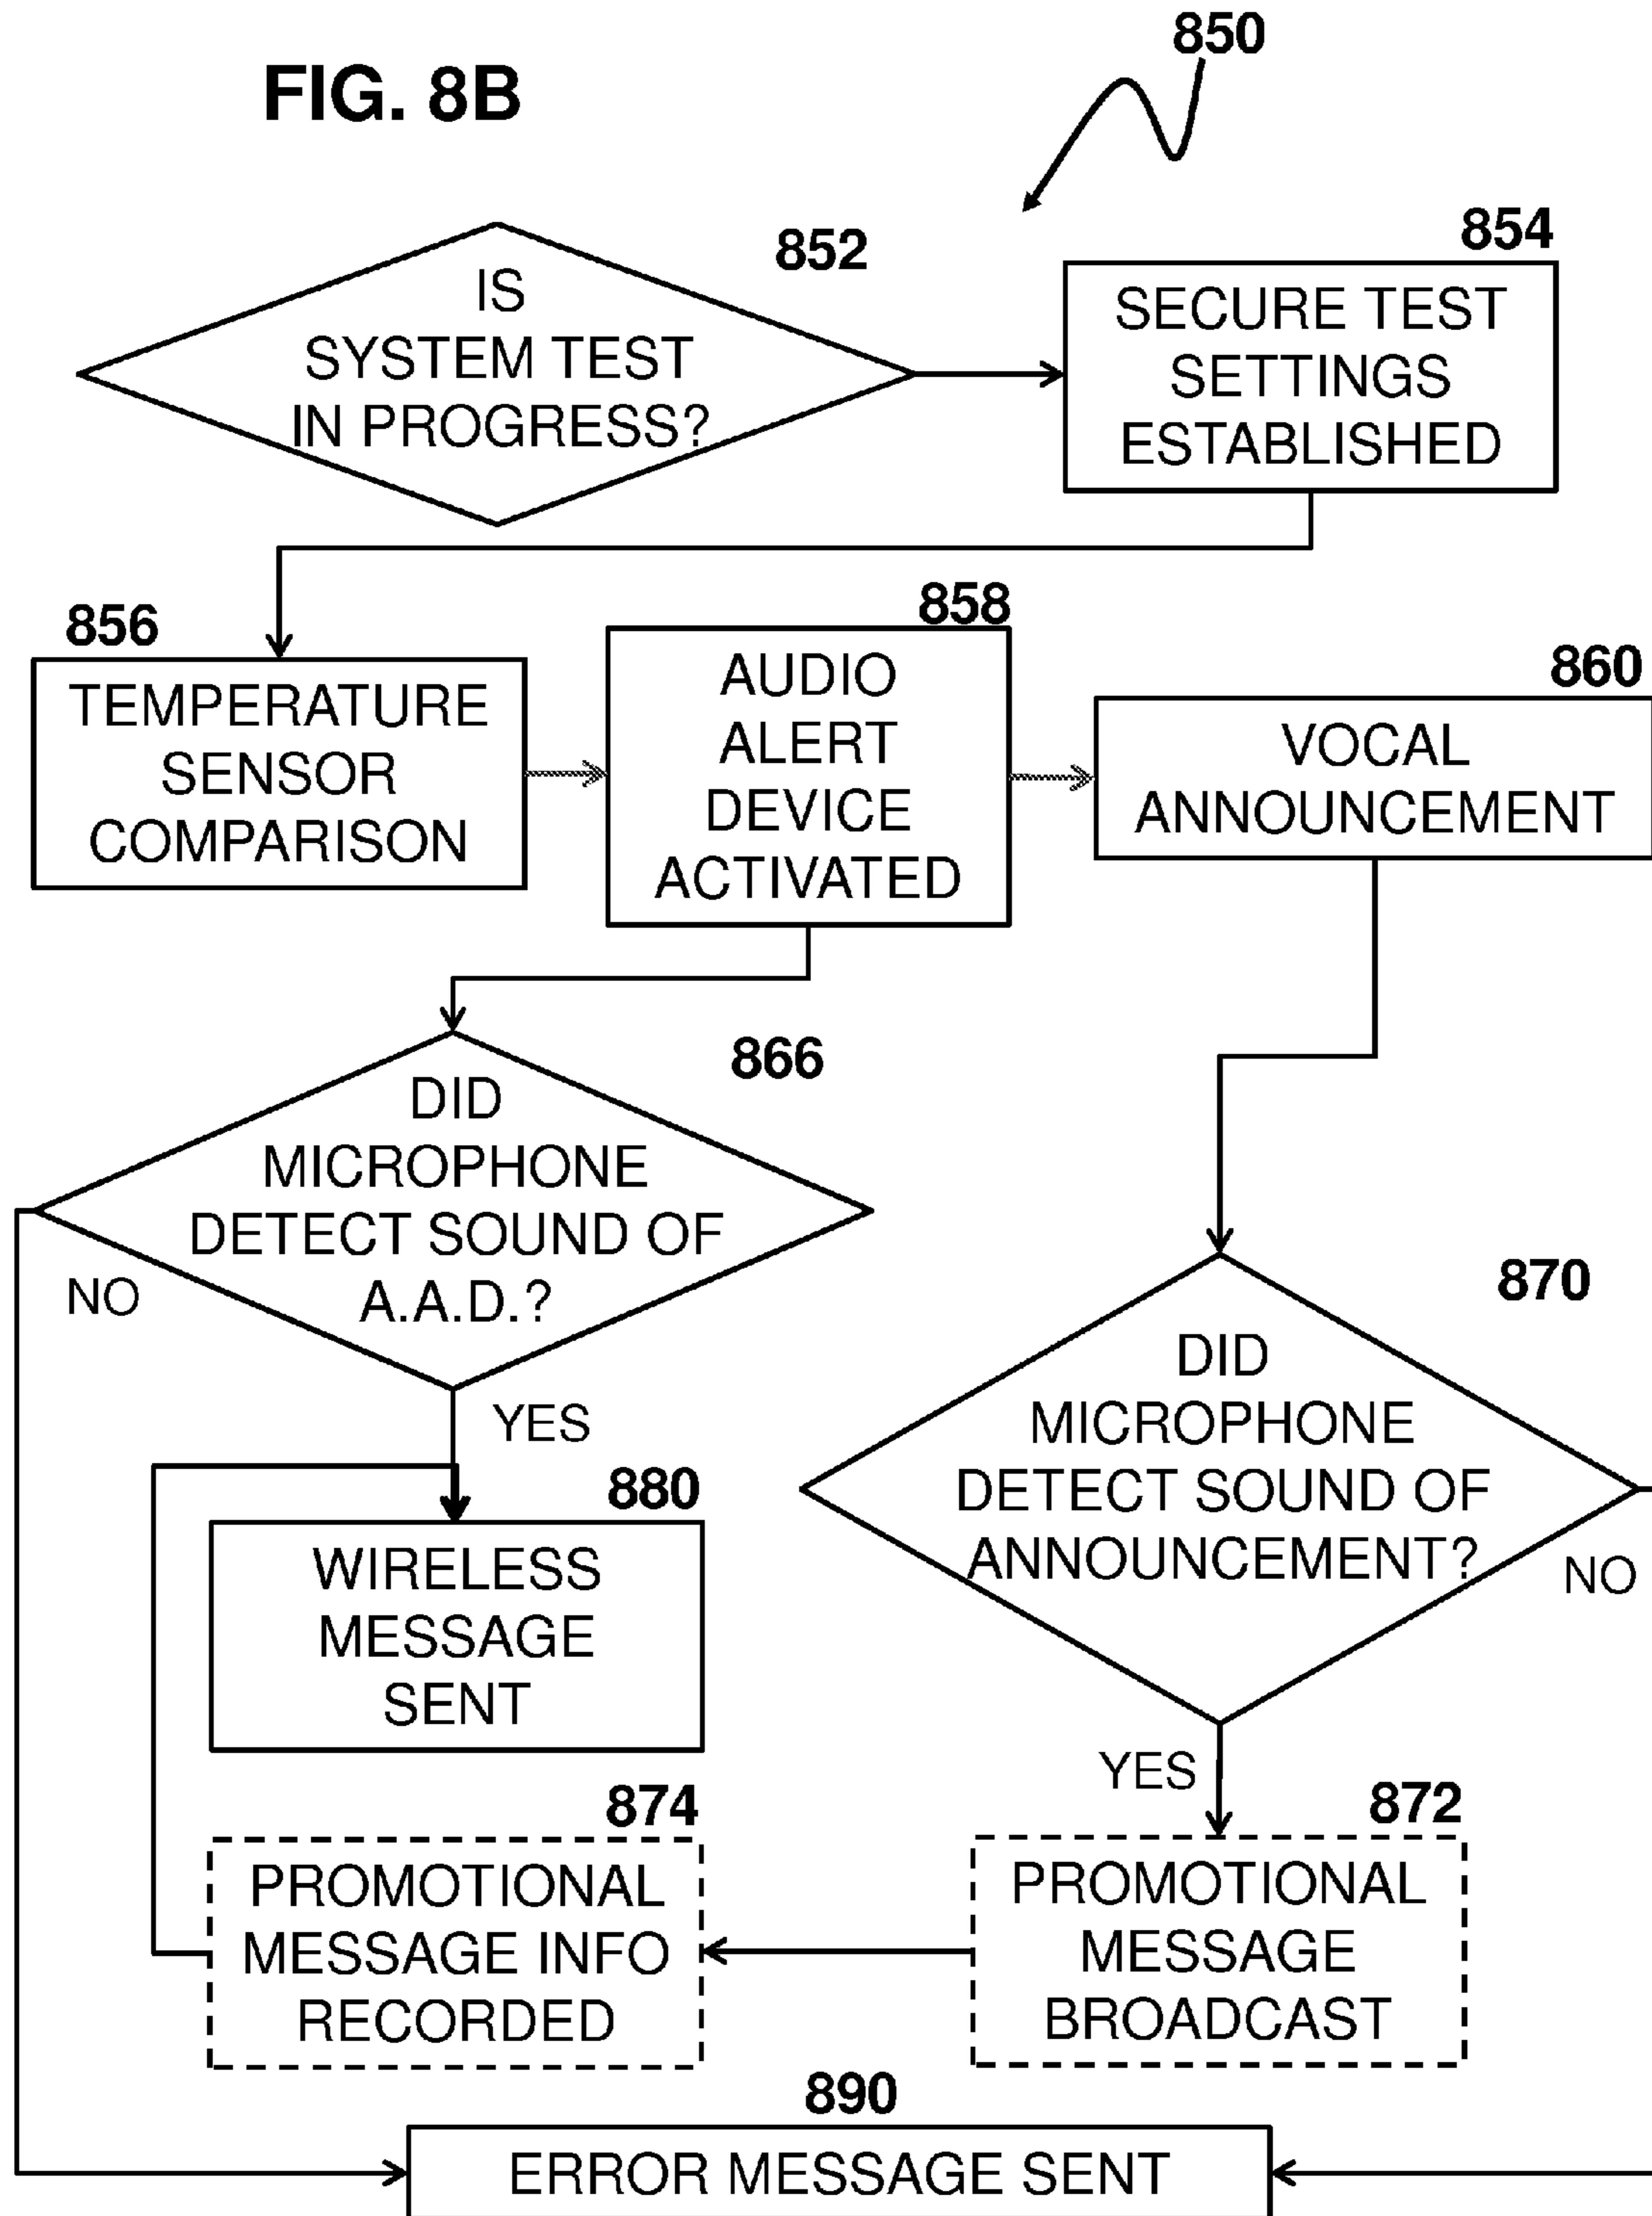 850
FIG. 8B
852
IS
SYSTEM TEST
IN PROGRESS?
854
SECURE TEST
SETTINGS
ESTABLISHED
856
TEMPERATURE
SENSOR
COMPARISON
858
AUDIO
ALERT
DEVICE
ACTIVATED
860
VOCAL
ANNOUNCEMENT
866
DID
MICROPHONE
DETECT SOUND OF
A.A.D.?
NO
YES
870
DID
MICROPHONE
DETECT SOUND OF
ANNOUNCEMENT?
NO
YES
880
WIRELESS
MESSAGE
SENT
874
PROMOTIONAL
MESSAGE INFO
RECORDED
872
PROMOTIONAL
MESSAGE
BROADCAST
890
ERROR MESSAGE SENT